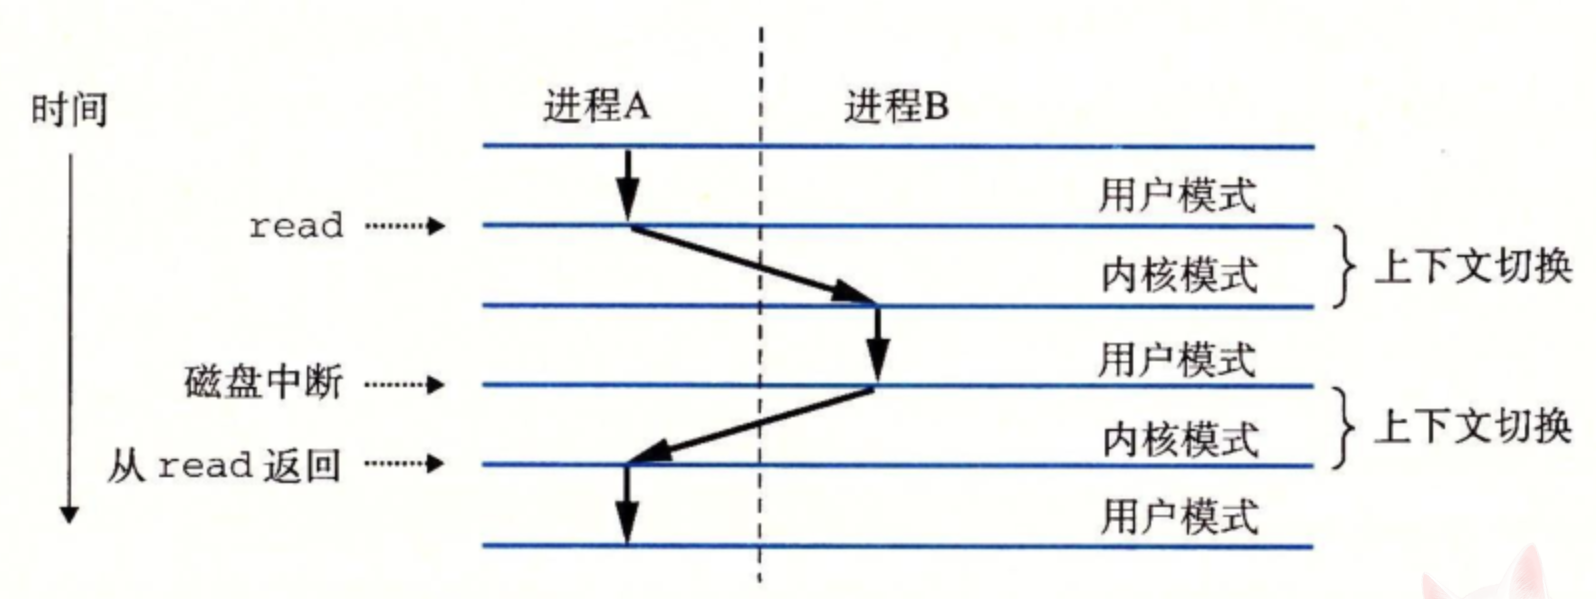 时间
进程A
进程B
用户模式
read
内核模式
上下文切换
用户模式
磁盘中断
内核模式
上下文切换
从 read 返回
用户模式